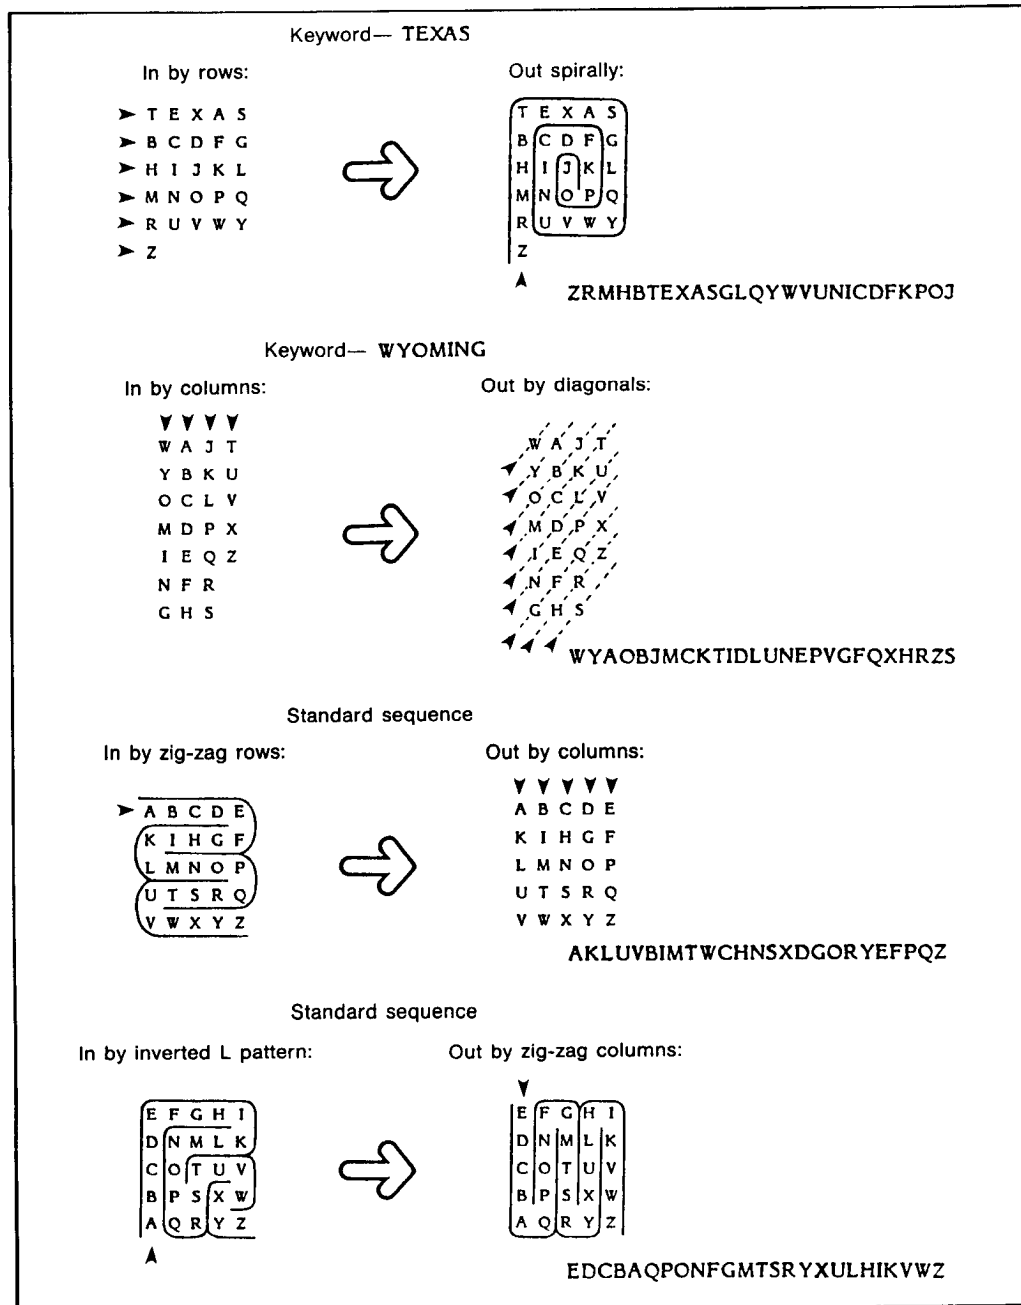 Keyword— TEXAS
In by rows: Out spirally:
T E X A S T E X A S
B C D F G B C D F G
H I J K L H I J K L
M N O P Q M N O P Q
R U V W Y R U V W Y
Z Z
ZRMHBTEXASGLQYWVUNICDFKPOJ
Keyword— WYOMING
In by columns: Out by diagonals:
W A J T W A J T
Y B K U Y B K U
O C L V O C L V
M D P X M D P X
I E Q Z I E Q Z
N F R N F R
G H S G H S
WYAOBJMCKTIDLUNEPVGFQXHRZS
Standard sequence
In by zig-zag rows: Out by columns:
A B C D E A B C D E
K I H G F K I H G F
L M N O P L M N O P
U T S R Q U T S R Q
V W X Y Z V W X Y Z
AKLUVBIMTWCHNSXDGORYEFPQZ
Standard sequence
In by inverted L pattern: Out by zig-zag columns:
E F G H I E F G H I
D N M L K D N M L K
C O T U V C O T U V
B P S X W B P S X W
A Q R Y Z A Q R Y Z
EDCBAQPONFGMTSRYXULHIKVWZ